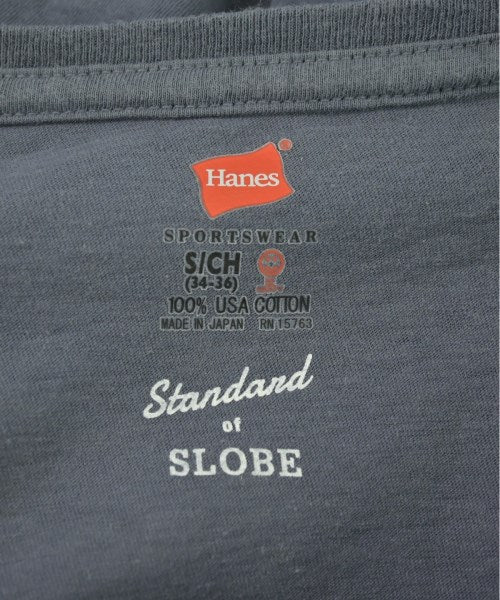 Hanes
SPORTSWEAR
S/CH
(34-36)
100% USA COTTON
MADE IN JAPAN RN 15763
Standard
of
SLOBE